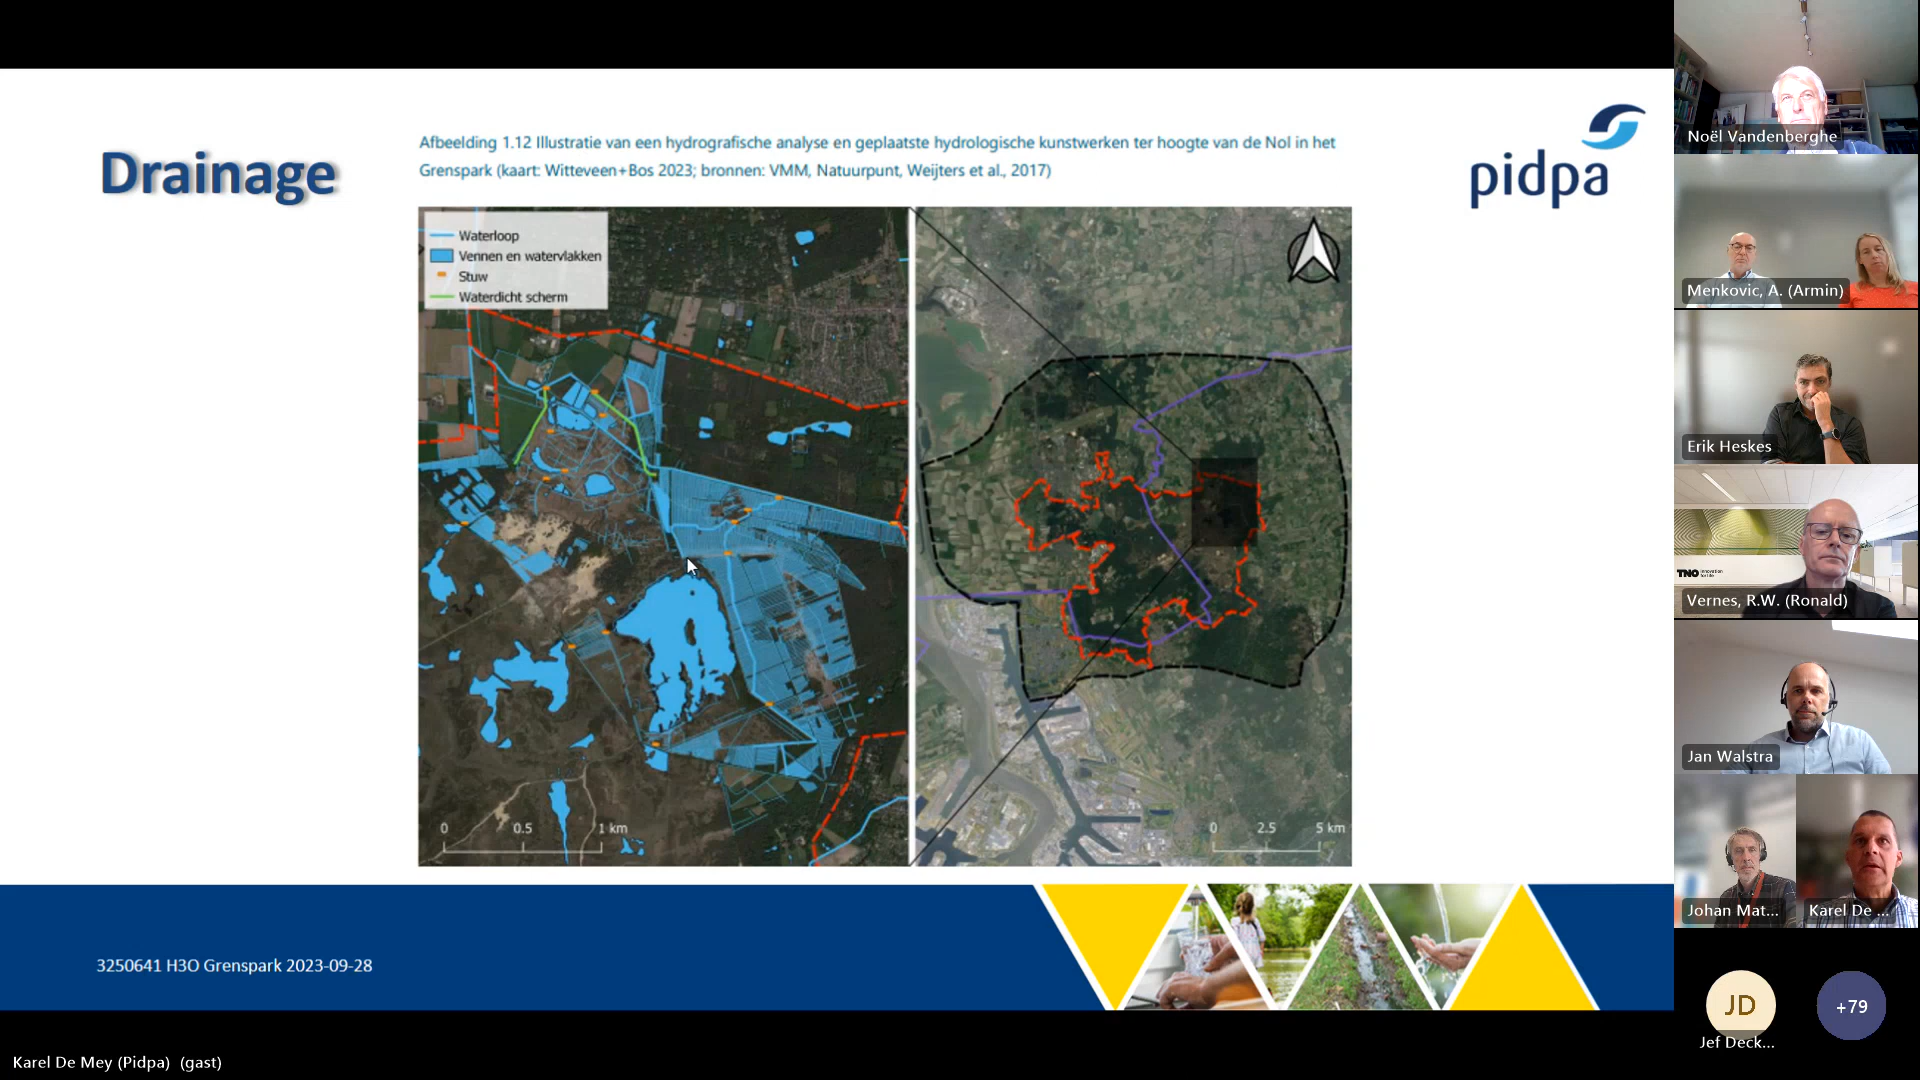 Drainage
Afbeelding 1.12 Illustratie van een hydrografische analyse en geplaatste hydrologische kunstwerken ter hoogte van de Nol in het
Grenspark (kaart: Witteveen+Bos 2023; bronnen: VMM, Natuurpunt, Weijters et al., 2017)
pidpa
Waterloop
Vennen en watervlakken
Stuw
Waterdicht scherm
0 0.5 1 km
0 2.5 5 km
3250641 H3O Grenspark 2023-09-28
Karel De Mey (Pidpa) (gast)
Noël Vandenberghe
Menkovic, A. (Armin)
Erik Heskes
TNO innovation for life
Vernes, R.W. (Ronald)
Jan Walstra
Johan Mat...
Karel De ...
JD
+79
Jef Deck...